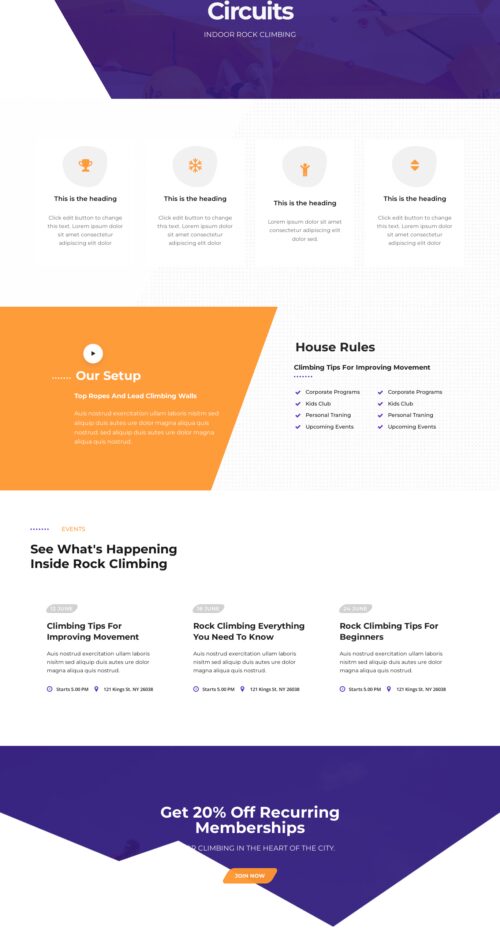 Circuits
INDOOR ROCK CLIMBING
This is the heading
Click edit button to change
this text. Lorem ipsum dolor
sit amet consectetur
adipiscing elit dolor
This is the heading
Click edit button to change
this text. Lorem ipsum dolor
sit amet consectetur
adipiscing elit dolor
This is the heading
Lorem ipsum dolor sit amet
consectetur adipiscing elit
dolor sed.
This is the heading
Click edit button to change
this text. Lorem ipsum dolor
sit amet consectetur
adipiscing elit dolor
Our Setup
Top Ropes And Lead Climbing Walls
Auis nostrud exercitation ullam laboris nisitm sed
aliquip duis autes ure dolor magna aliqua quis
nostrud sed aliquip duis autes ure dolor magna
aliqua quis nostrud.
House Rules
Climbing Tips For Improving Movement
Corporate Programs
Kids Club
Personal Traning
Upcoming Events
Corporate Programs
Kids Club
Personal Traning
Upcoming Events
EVENTS
See What's Happening
Inside Rock Climbing
12 JUNE
Climbing Tips For
Improving Movement
Auis nostrud exercitation ullam laboris
nisitm sed aliquip duis autes ure dolor
magna aliqua quis nostrud.
Starts 5.00 PM 121 Kings St. NY 26038
16 JUNE
Rock Climbing Everything
You Need To Know
Auis nostrud exercitation ullam laboris
nisitm sed aliquip duis autes ure dolor
magna aliqua quis nostrud.
Starts 5.00 PM 121 Kings St. NY 26038
24 JUNE
Rock Climbing Tips For
Beginners
Auis nostrud exercitation ullam laboris
nisitm sed aliquip duis autes ure dolor
magna aliqua quis nostrud.
Starts 5.00 PM 121 Kings St. NY 26038
Get 20% Off Recurring
Memberships
CLIMBING IN THE HEART OF THE CITY.
JOIN NOW